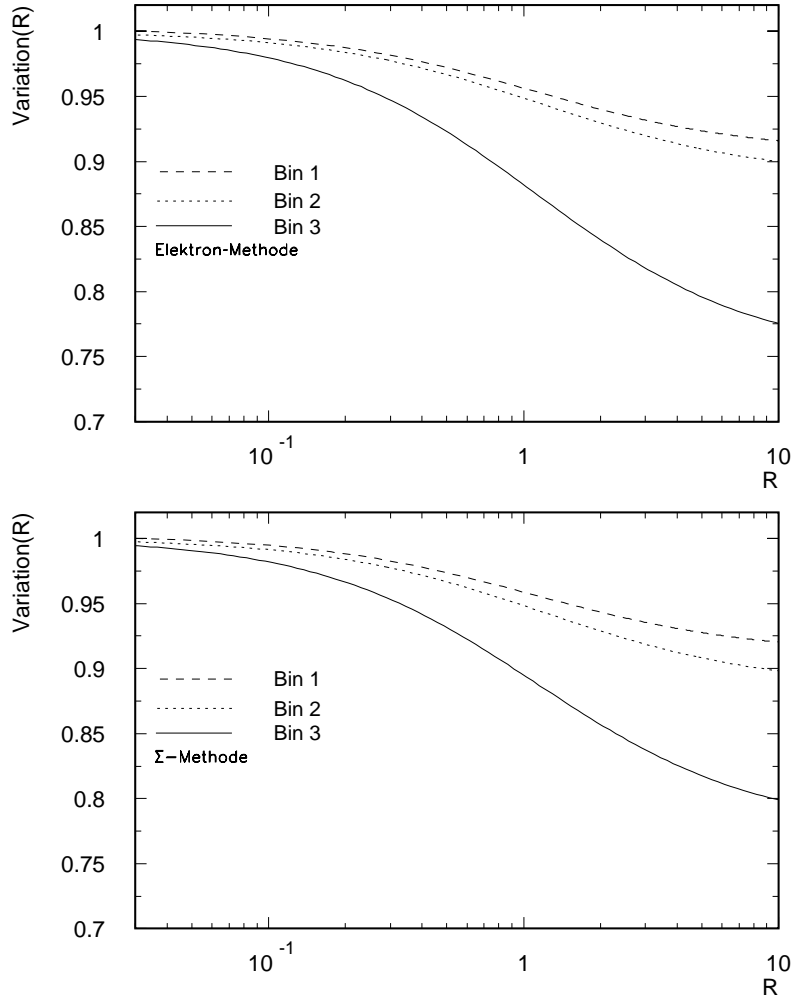 Variation(R)
1
0.95
0.9
0.85
0.8
0.75
0.7
Bin 1
Bin 2
Bin 3
Elektron-Methode
10⁻¹
1
10
R
Variation(R)
1
0.95
0.9
0.85
0.8
0.75
0.7
Bin 1
Bin 2
Bin 3
Σ-Methode
10⁻¹
1
10
R